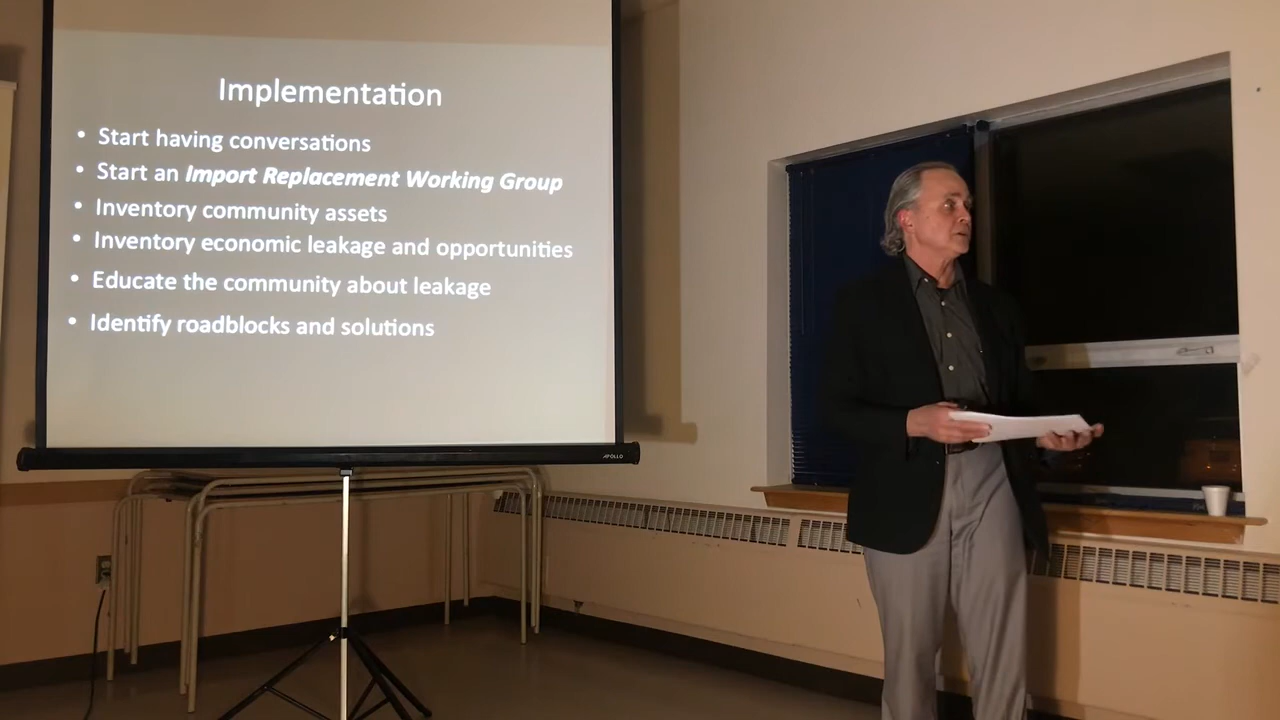 Implementation
• Start having conversations
• Start an Import Replacement Working Group
• Inventory community assets
• Inventory economic leakage and opportunities
• Educate the community about leakage
• Identify roadblocks and solutions
APOLLO